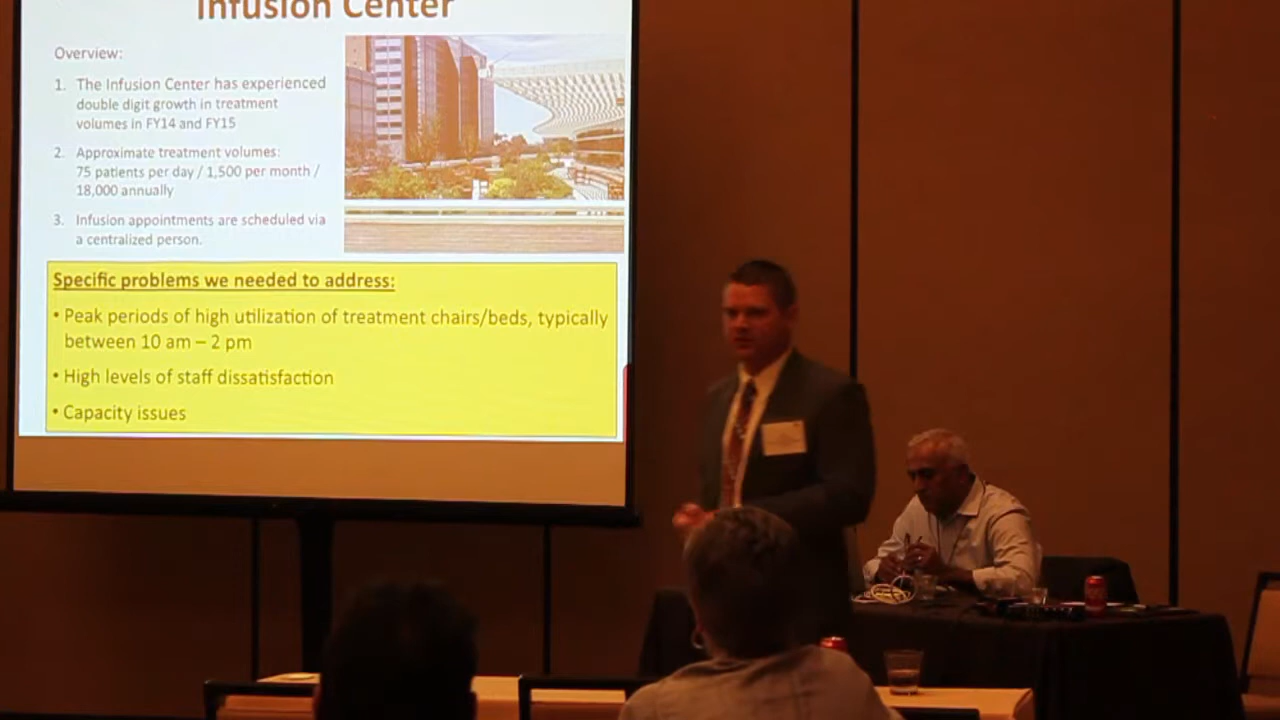 Infusion Center
Overview:
1. The Infusion Center has experienced
double digit growth in treatment
volumes in FY14 and FY15
2. Approximate treatment volumes:
75 patients per day / 1,500 per month /
18,000 annually
3. Infusion appointments are scheduled via
a centralized person.
Specific problems we needed to address:
• Peak periods of high utilization of treatment chairs/beds, typically
between 10 am – 2 pm
• High levels of staff dissatisfaction
• Capacity issues